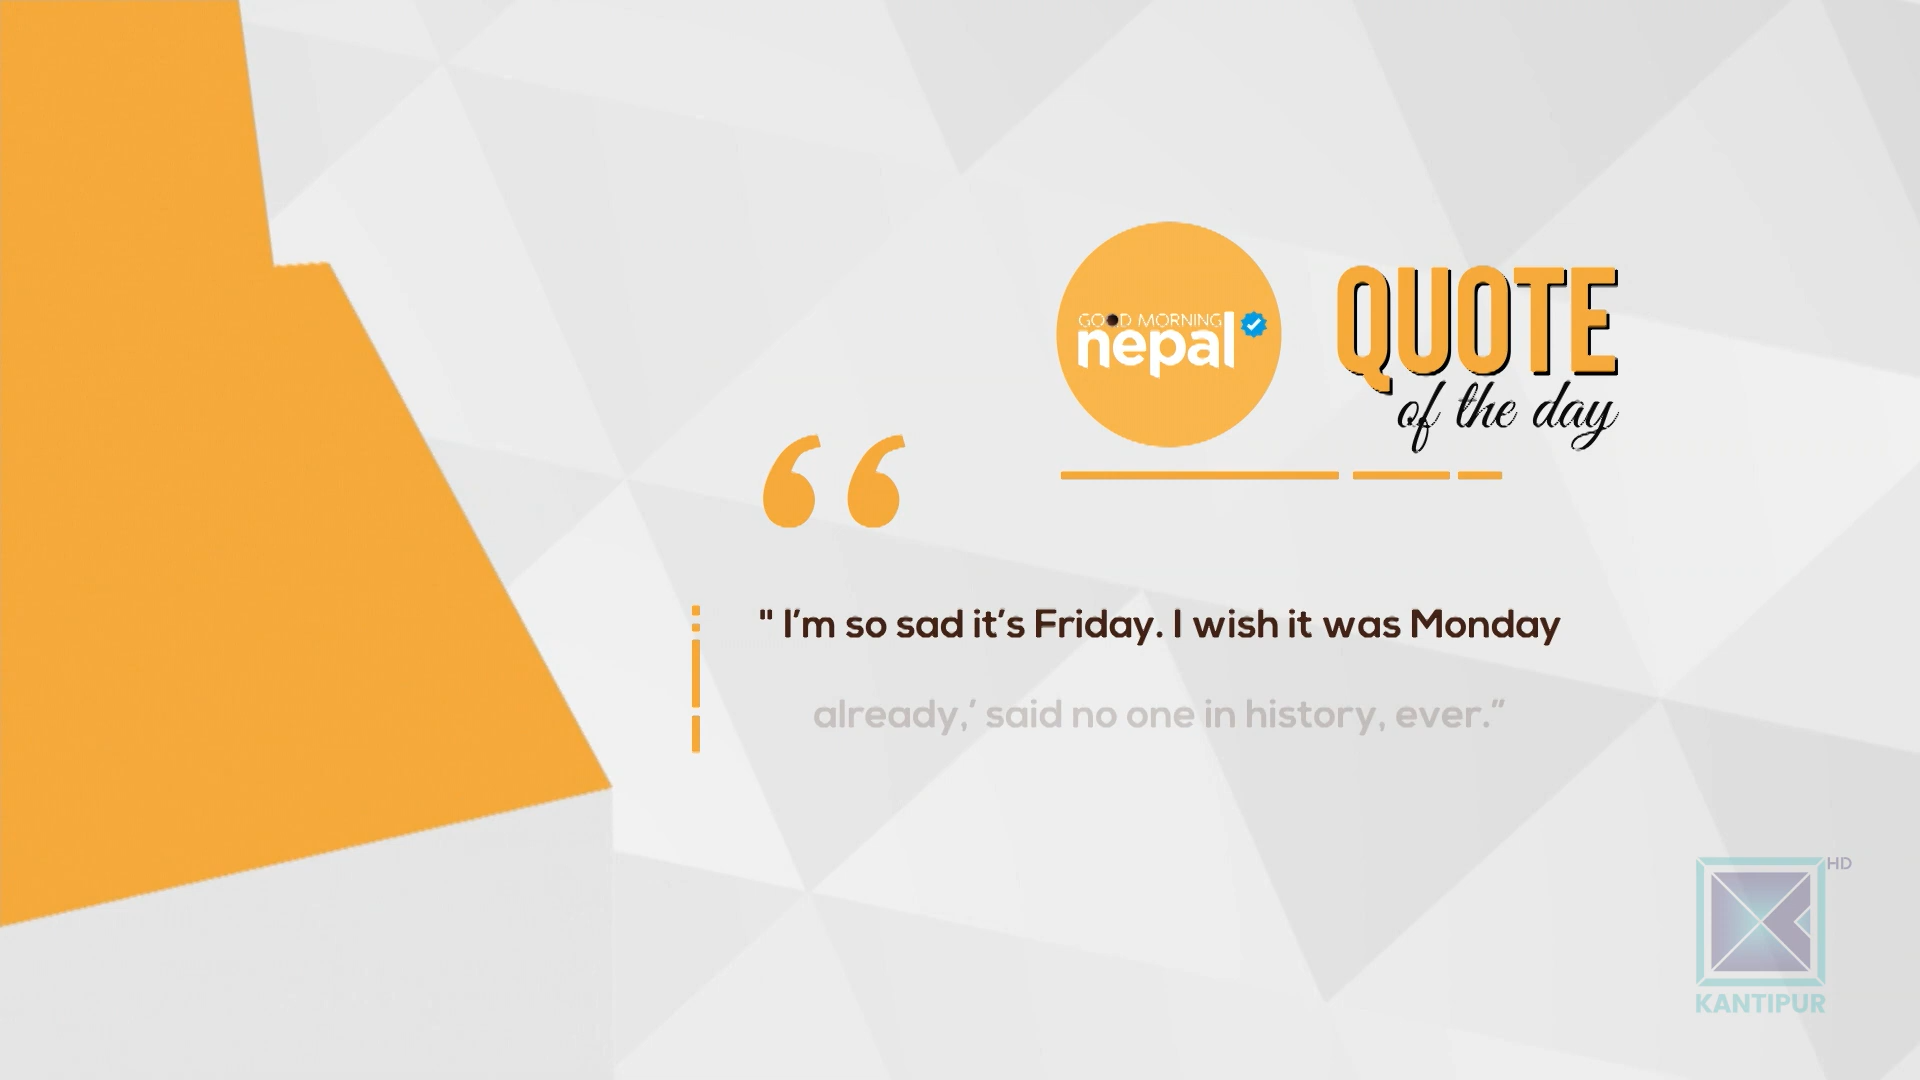 GOOD MORNING
nepal
QUOTE
of the day
“
" I’m so sad it’s Friday. I wish it was Monday
already,’ said no one in history, ever.”
HD
KANTIPUR